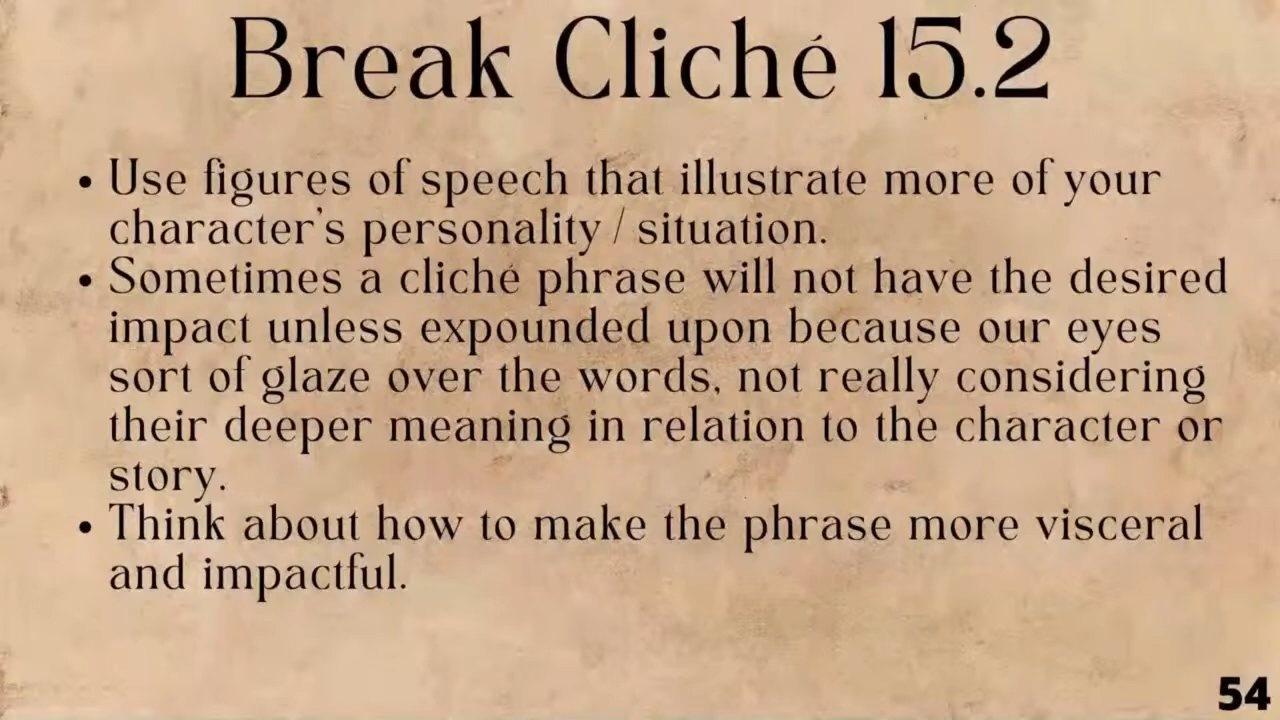 Break Cliché 15.2
• Use figures of speech that illustrate more of your
character's personality / situation.
• Sometimes a cliché phrase will not have the desired
impact unless expounded upon because our eyes
sort of glaze over the words, not really considering
their deeper meaning in relation to the character or
story.
• Think about how to make the phrase more visceral
and impactful.
54